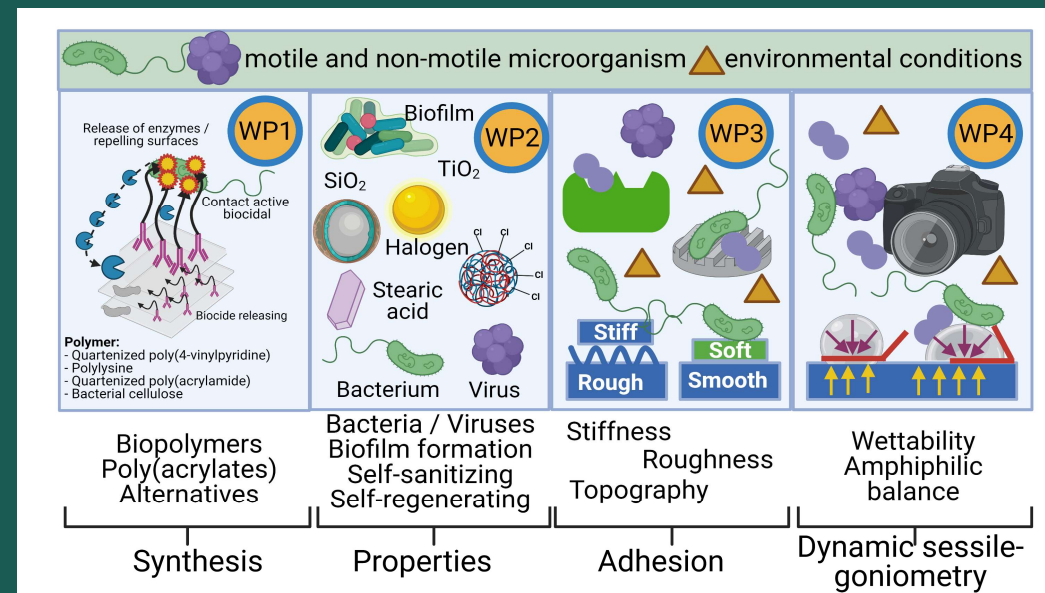 motile and non-motile microorganism environmental conditions
WP1
Release of enzymes /
repelling surfaces
Contact active
biocidal
Biocide releasing
Polymer:
- Quartenized poly(4-vinylpyridine)
- Polylysine
- Quartenized poly(acrylamide)
- Bacterial cellulose
WP2
Biofilm
TiO₂
SiO₂
Halogen
Cl
Cl
Cl
Cl
Stearic
acid
Bacterium
Virus
WP3
Stiff
Rough
Soft
Smooth
WP4
Biopolymers
Poly(acrylates)
Alternatives
Bacteria / Viruses
Biofilm formation
Self-sanitizing
Self-regenerating
Stiffness
Roughness
Topography
Wettability
Amphiphilic
balance
Synthesis
Properties
Adhesion
Dynamic sessile-
goniometry